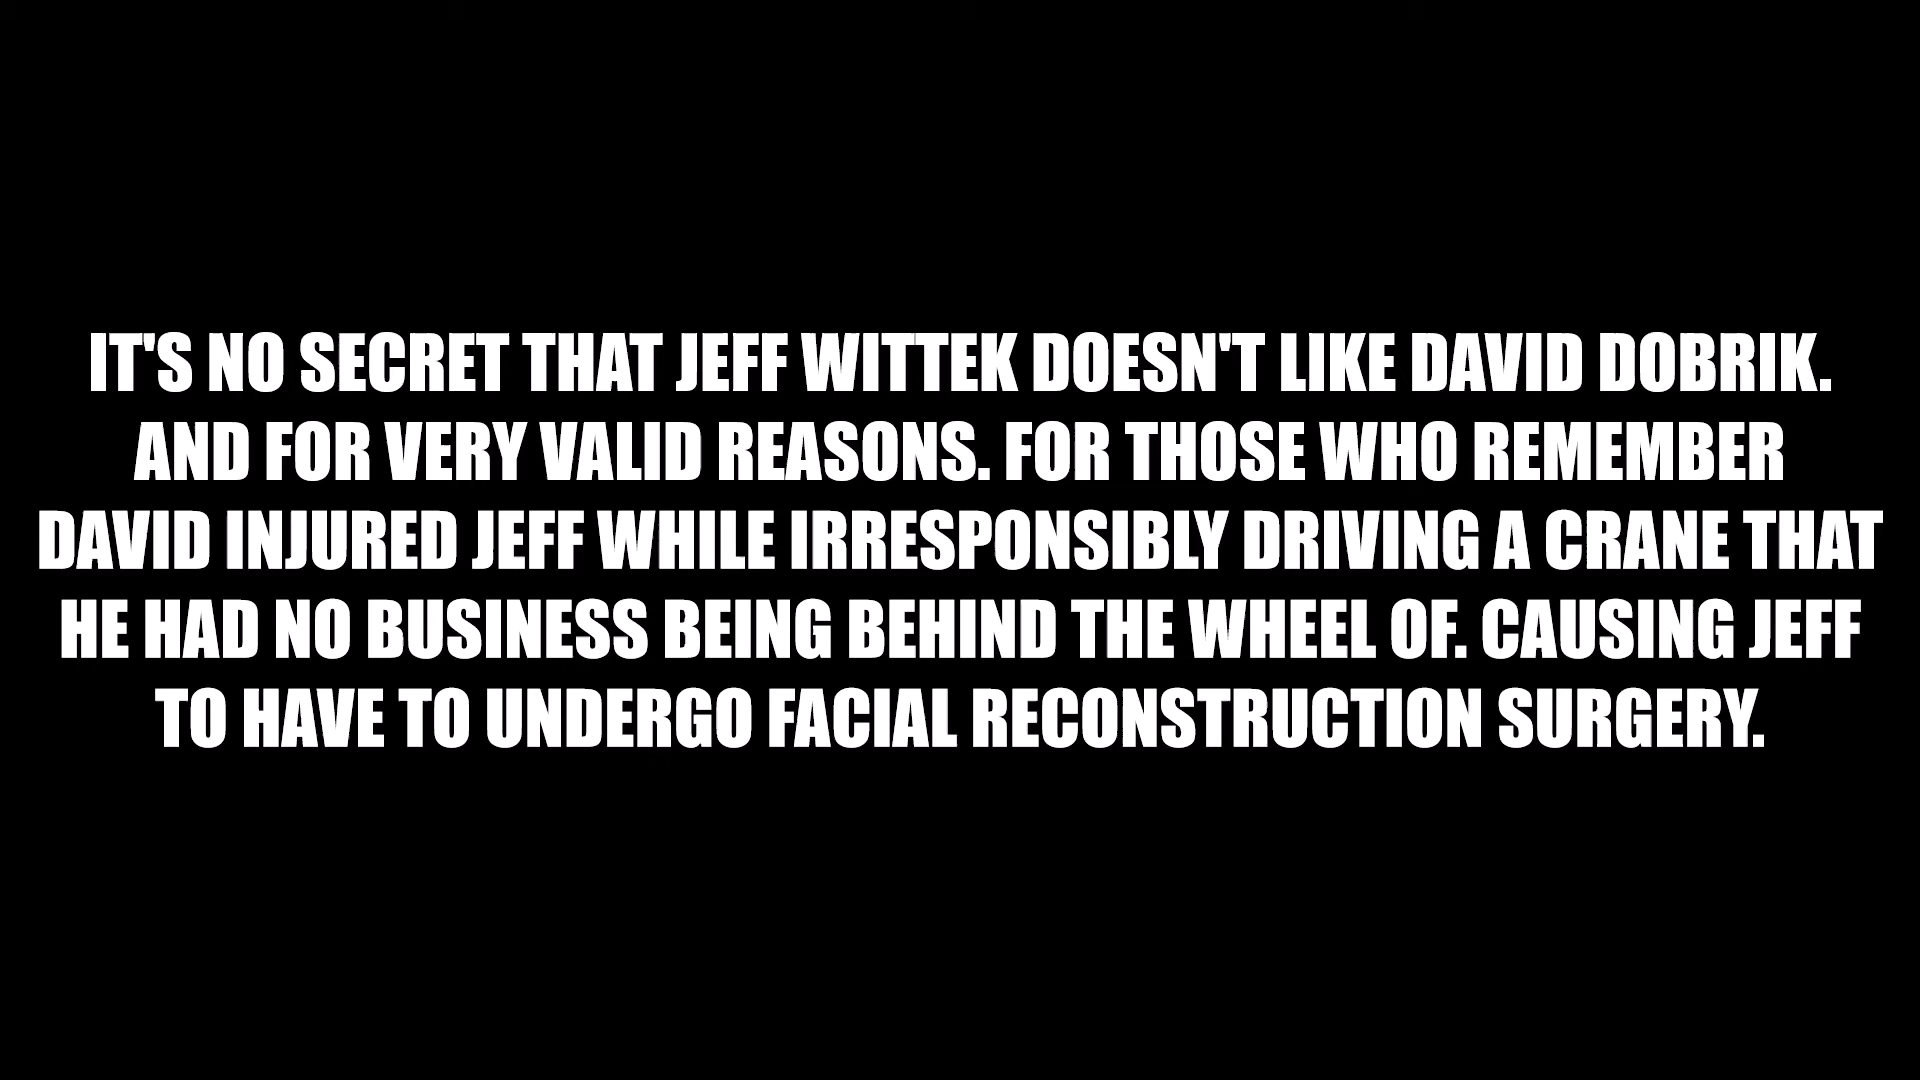 IT'S NO SECRET THAT JEFF WITTEK DOESN'T LIKE DAVID DOBRIK.
AND FOR VERY VALID REASONS. FOR THOSE WHO REMEMBER
DAVID INJURED JEFF WHILE IRRESPONSIBLY DRIVING A CRANE THAT
HE HAD NO BUSINESS BEING BEHIND THE WHEEL OF. CAUSING JEFF
TO HAVE TO UNDERGO FACIAL RECONSTRUCTION SURGERY.